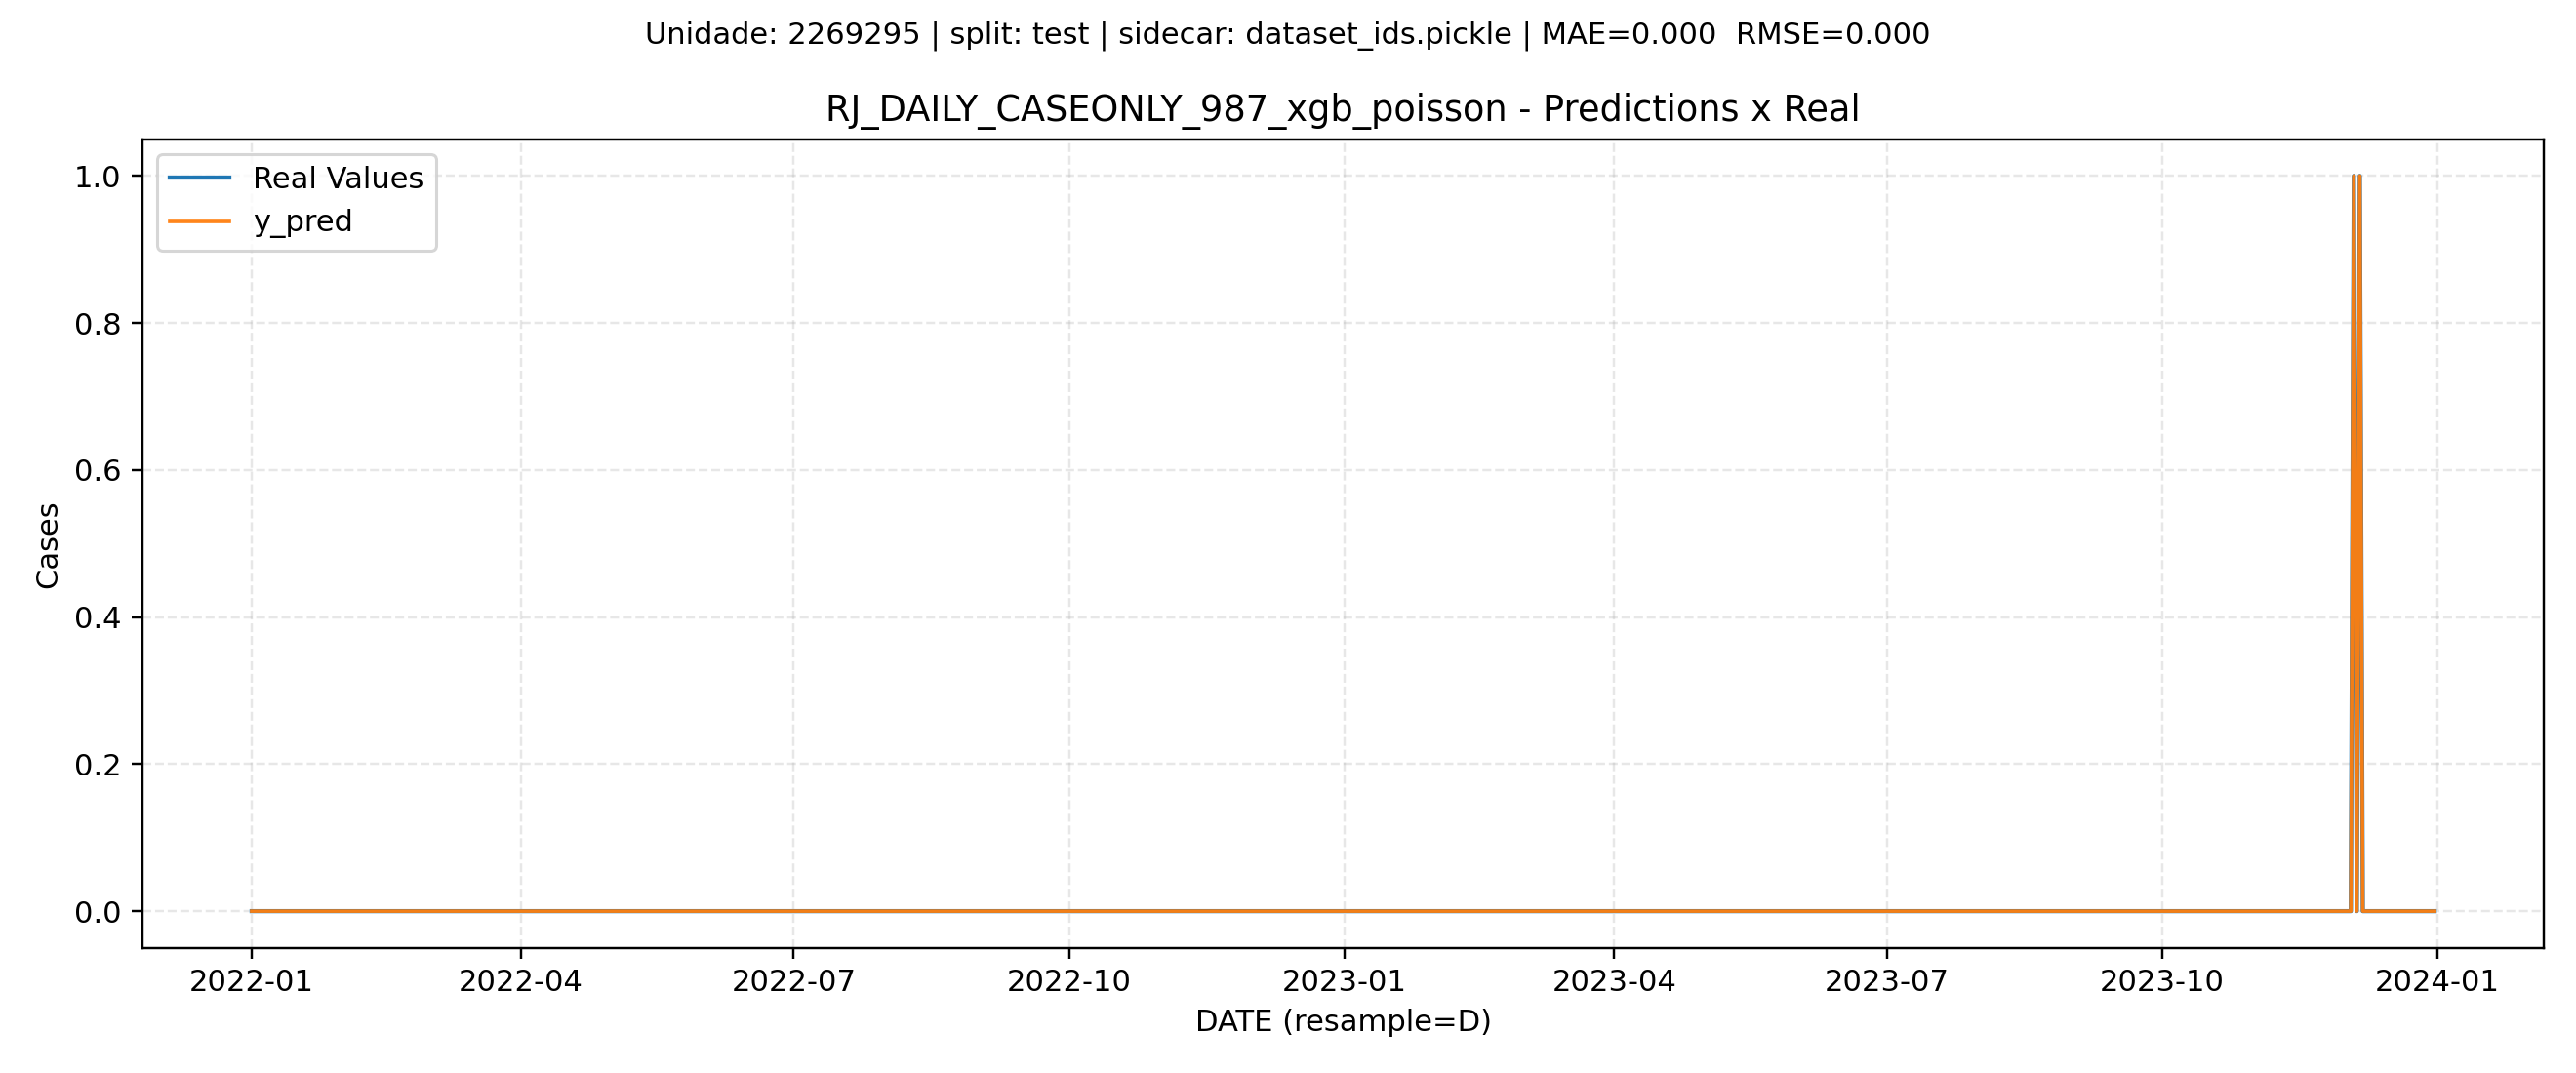 Unidade: 2269295 | split: test | sidecar: dataset_ids.pickle | MAE=0.000  RMSE=0.000
RJ_DAILY_CASEONLY_987_xgb_poisson - Predictions x Real
Real Values
y_pred
1.0
0.8
0.6
0.4
0.2
0.0
Cases
2022-01 2022-04 2022-07 2022-10 2023-01 2023-04 2023-07 2023-10 2024-01
DATE (resample=D)